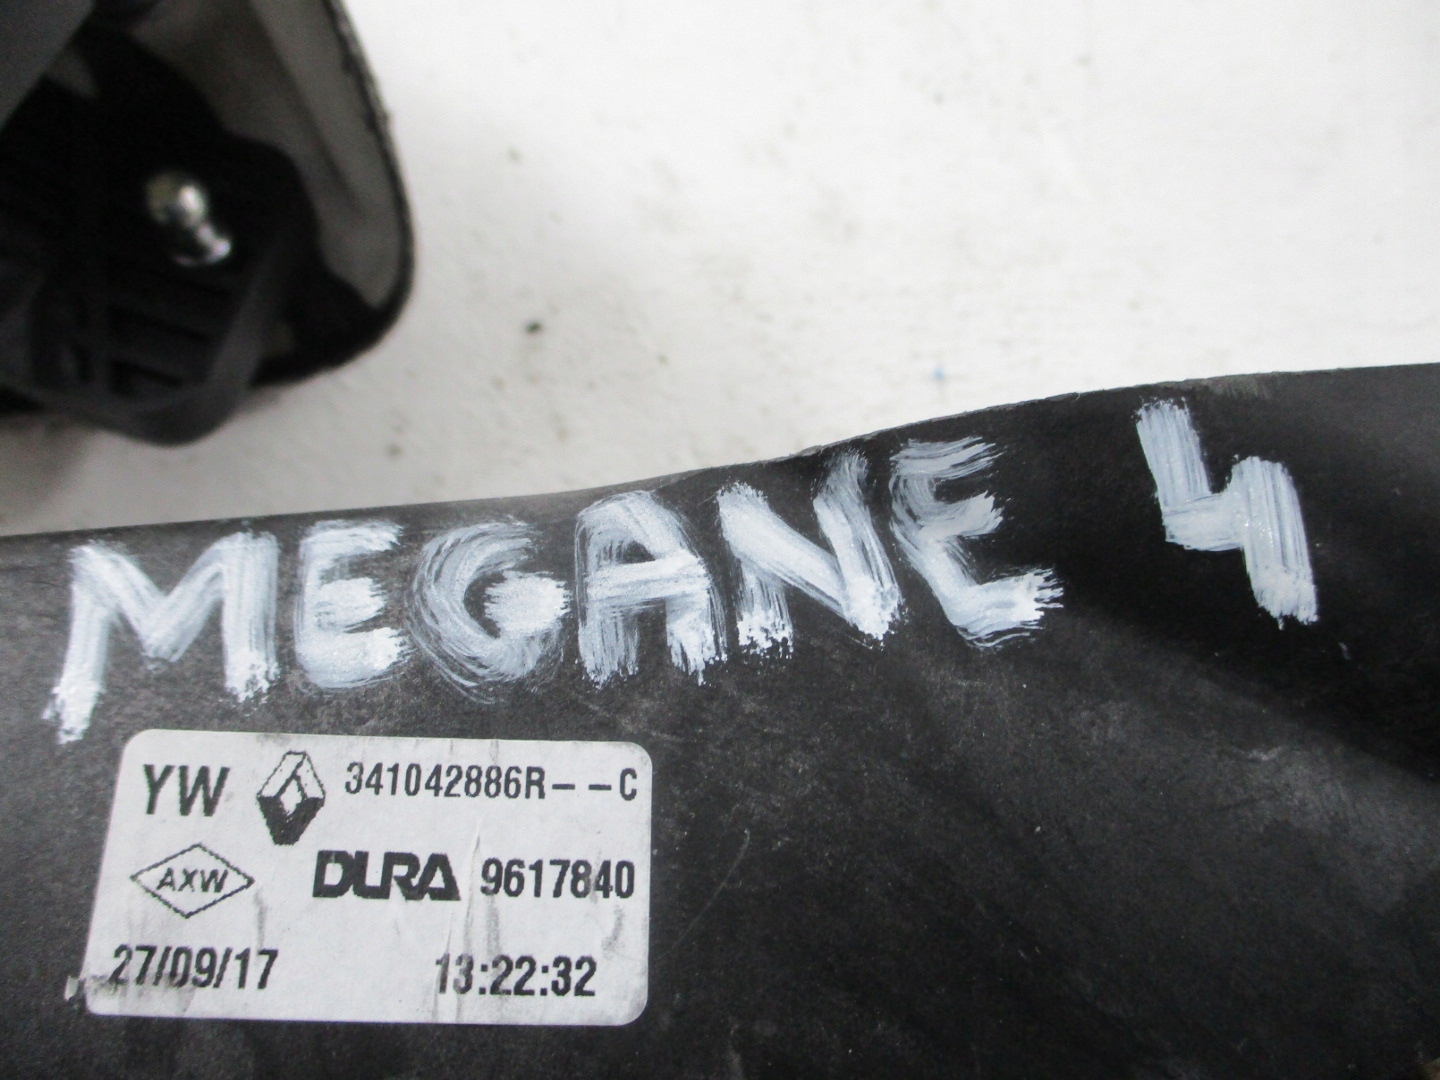 MEGANE 4
YW 341042886R--C
AXW DURA 9617840
27/09/17 13:22:32